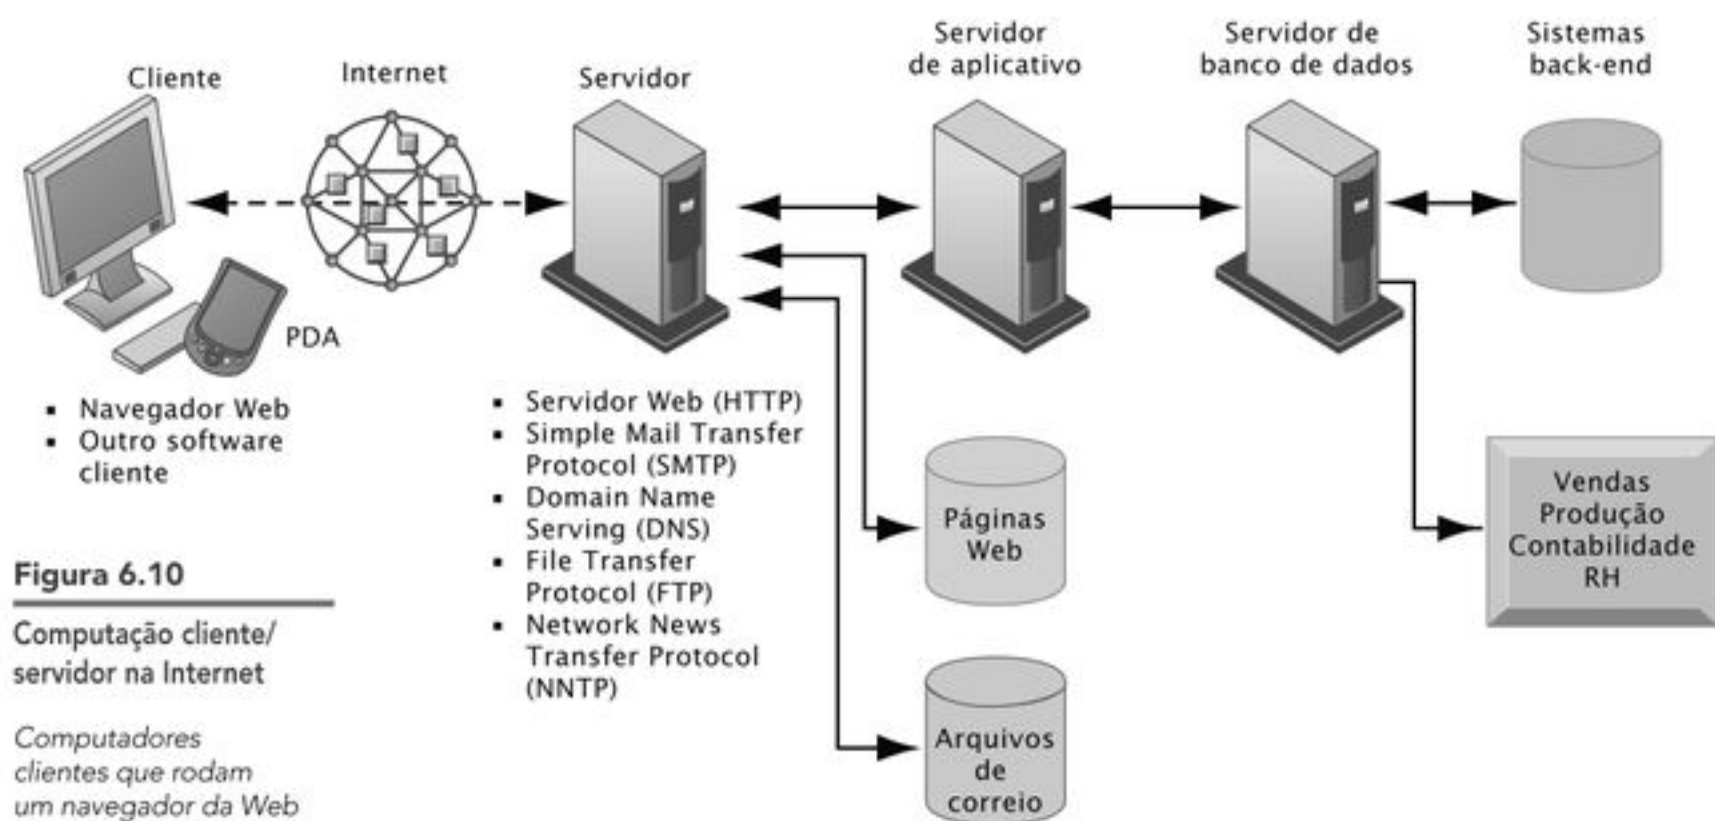 Cliente
Internet
Servidor
Servidor
de aplicativo
Servidor de
banco de dados
Sistemas
back-end
PDA
▪ Navegador Web
▪ Outro software
cliente
▪ Servidor Web (HTTP)
▪ Simple Mail Transfer
Protocol (SMTP)
▪ Domain Name
Serving (DNS)
▪ File Transfer
Protocol (FTP)
▪ Network News
Transfer Protocol
(NNTP)
Páginas
Web
Arquivos
de
correio
Vendas
Produção
Contabilidade
RH
Figura 6.10
Computação cliente/
servidor na Internet
Computadores
clientes que rodam
um navegador da Web